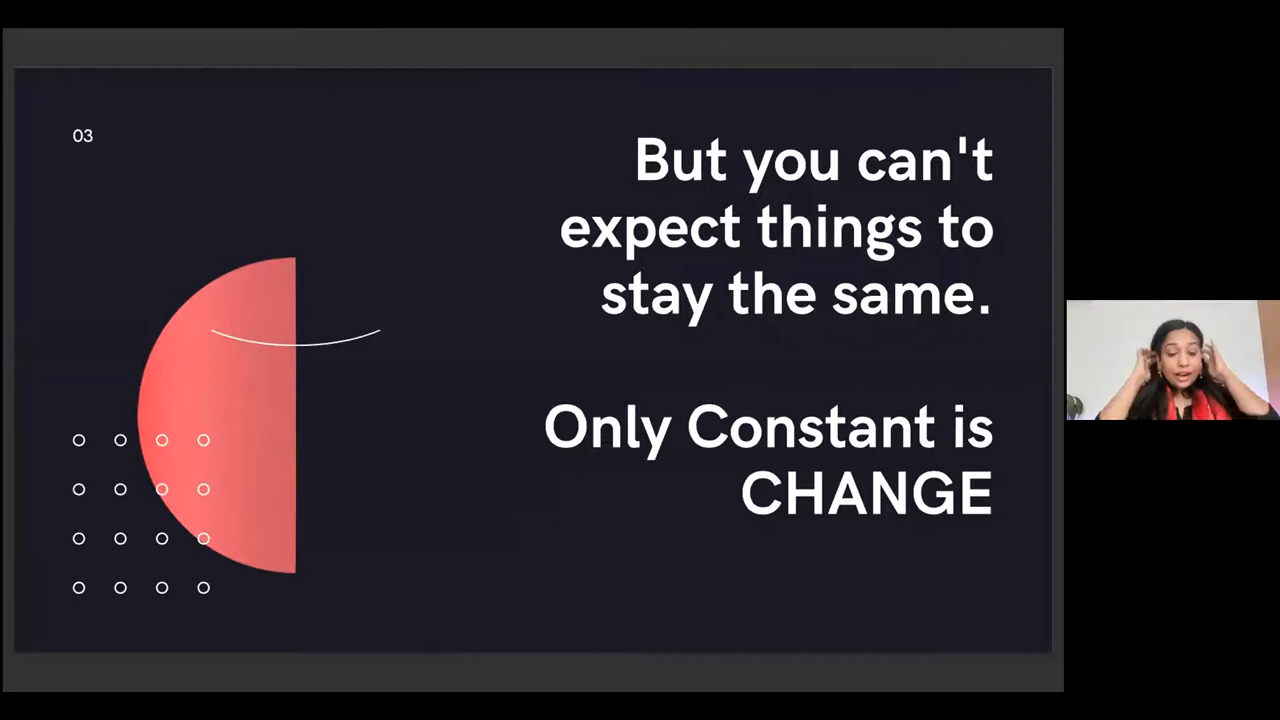 03
But you can't
expect things to
stay the same.
Only Constant is
CHANGE